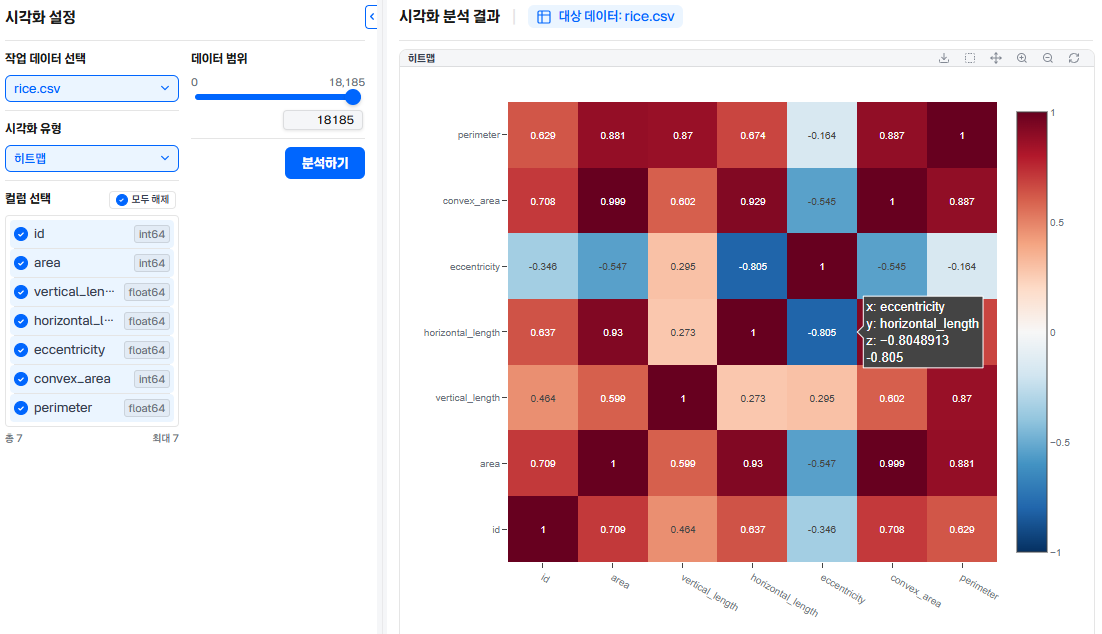 시각화 설정
작업 데이터 선택
rice.csv
시각화 유형
히트맵
컬럼 선택
모두 해제
id int64
area int64
vertical_len··· float64
horizontal_l··· float64
eccentricity float64
convex_area int64
perimeter float64
총 7 최대 7
데이터 범위
0 18,185
18185
분석하기
시각화 분석 결과
대상 데이터: rice.csv
히트맵
perimeter 0.629 0.881 0.87 0.674 -0.164 0.887 1
convex_area 0.708 0.999 0.602 0.929 -0.545 1 0.887
eccentricity -0.346 -0.547 0.295 -0.805 1 -0.545 -0.164
horizontal_length 0.637 0.93 0.273 1 -0.805
x: eccentricity
y: horizontal_length
z: −0.8048913
-0.805
vertical_length 0.464 0.599 1 0.273 0.295 0.602 0.87
area 0.709 1 0.599 0.93 -0.547 0.999 0.881
id 1 0.709 0.464 0.637 -0.346 0.708 0.629
id area vertical_length horizontal_length eccentricity convex_area perimeter
1
0.5
0
−0.5
−1